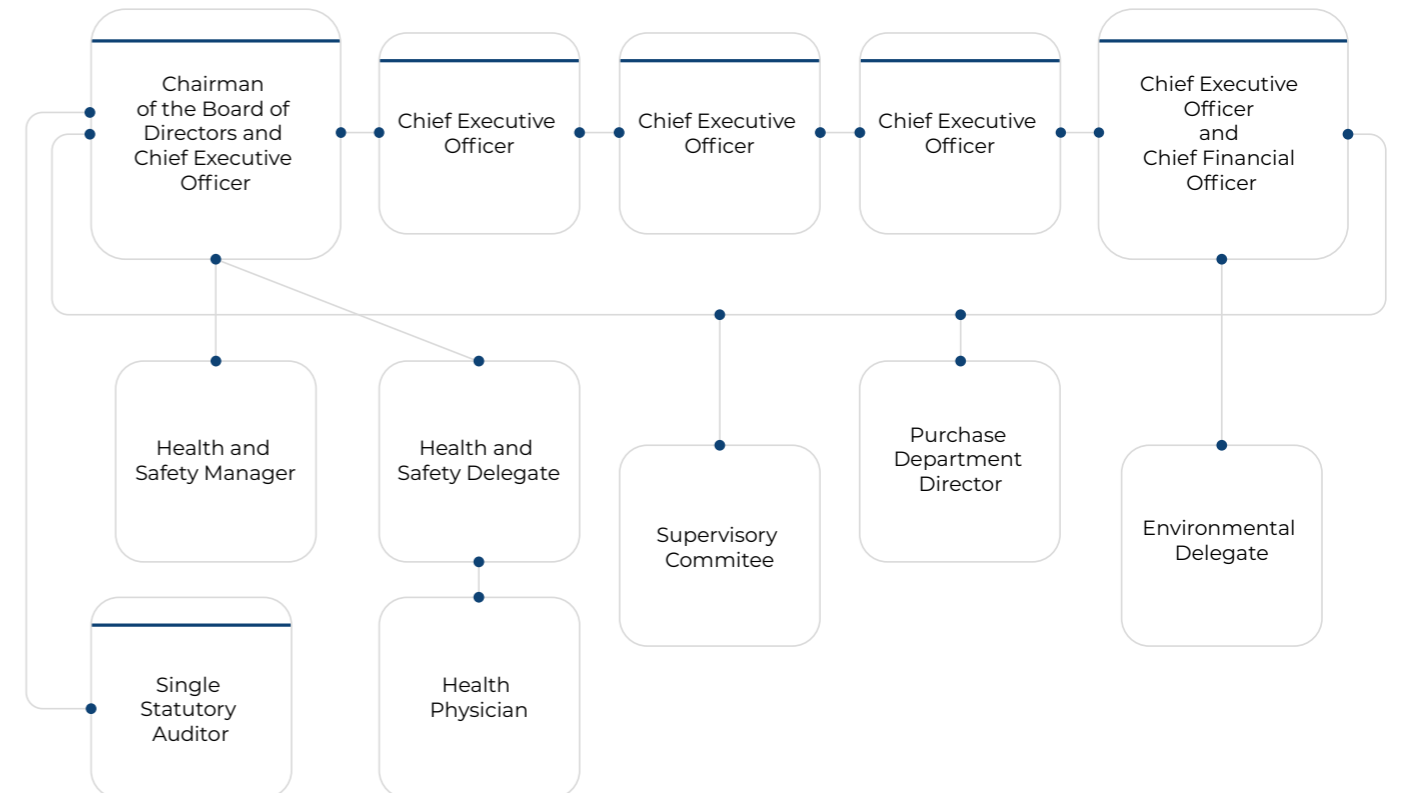 Chairman
of the Board of
Directors and
Chief Executive
Officer
Chief Executive
Officer
Chief Executive
Officer
Chief Executive
Officer
Chief Executive
Officer
and
Chief Financial
Officer
Health and
Safety Manager
Health and
Safety Delegate
Supervisory
Commitee
Purchase
Department
Director
Environmental
Delegate
Single
Statutory
Auditor
Health
Physician